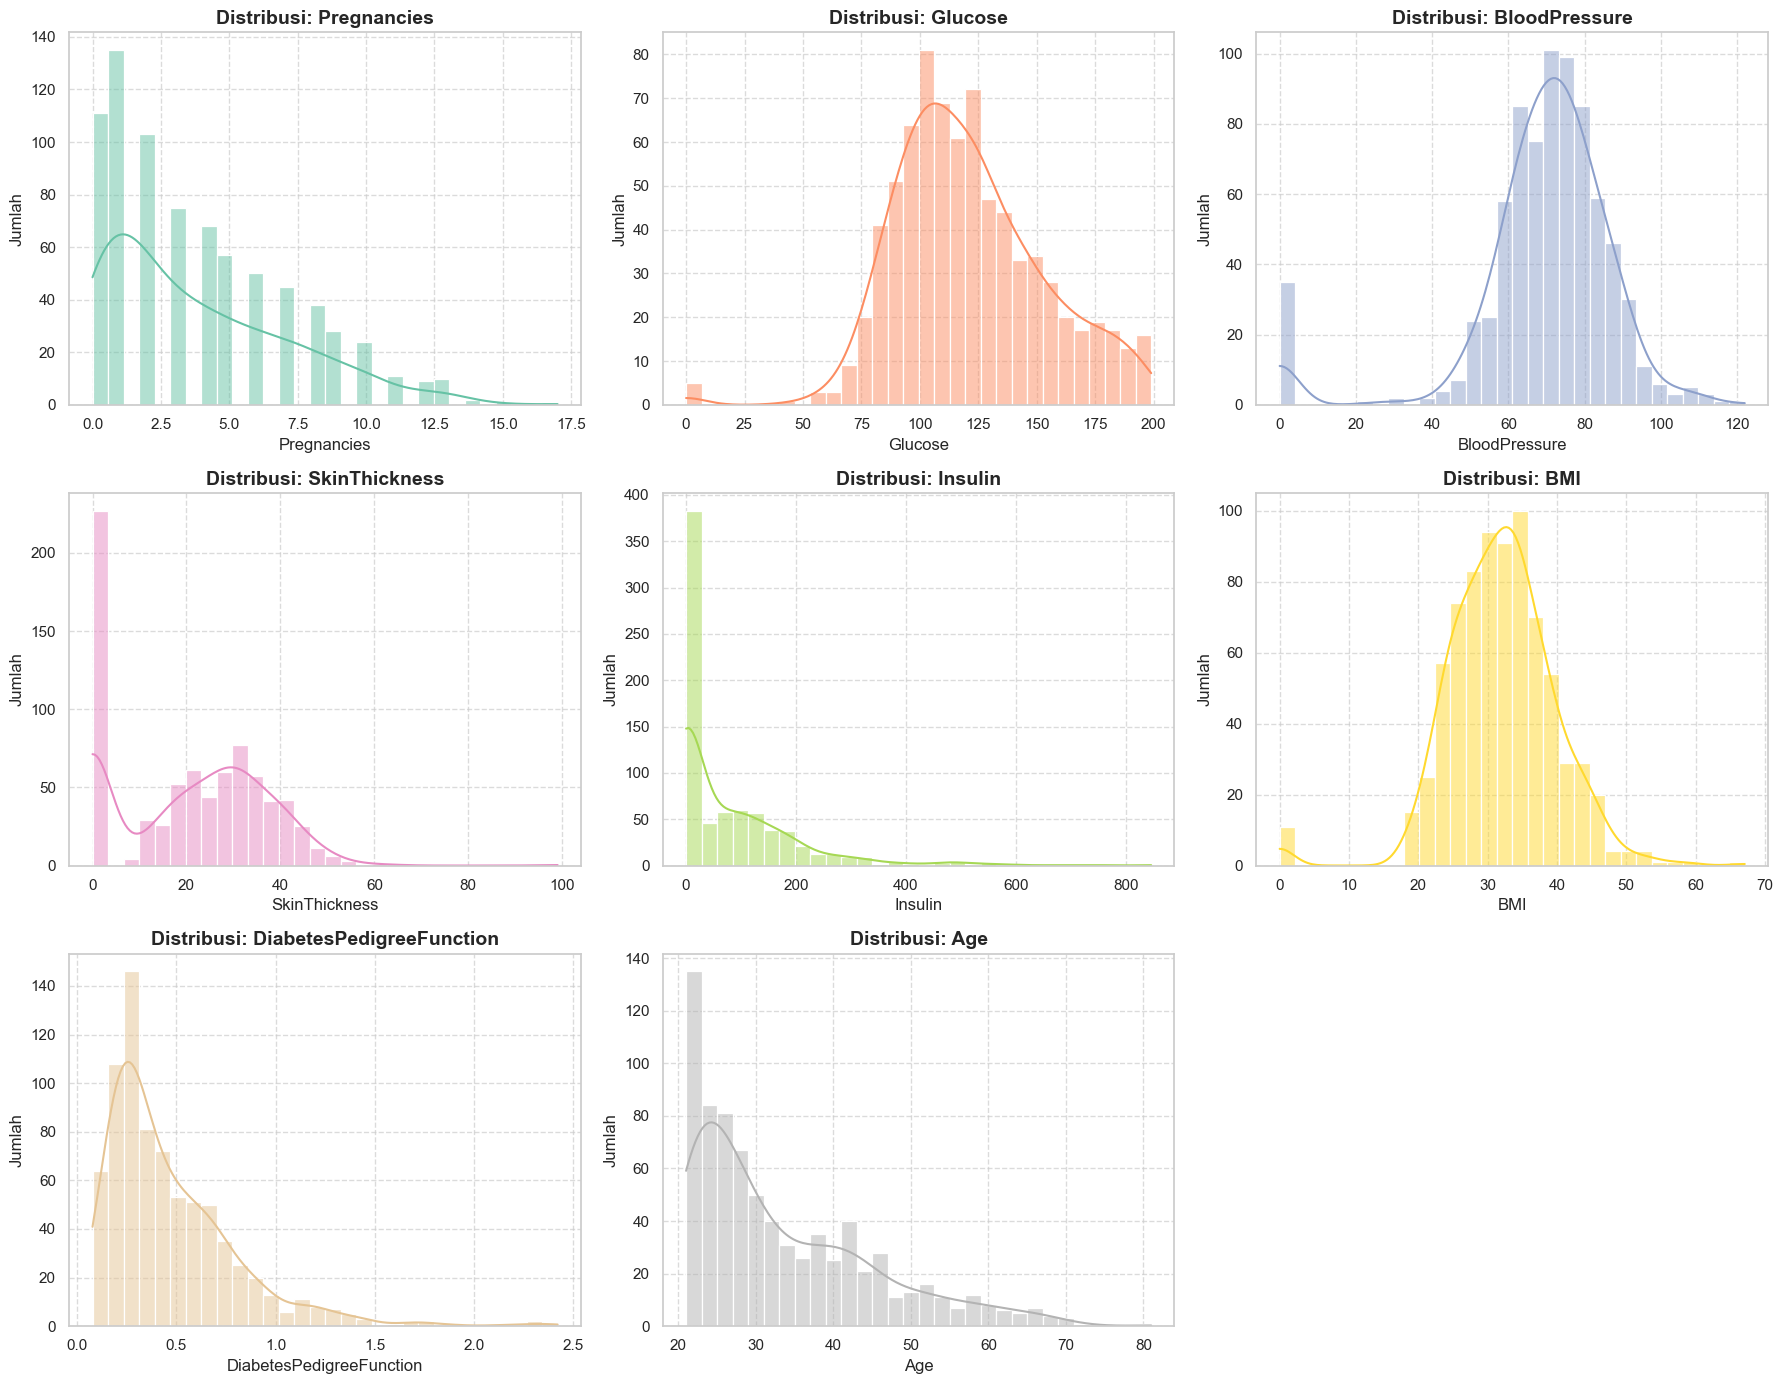 Distribusi: Pregnancies
Jumlah
140
120
100
80
60
40
20
0
0.0 2.5 5.0 7.5 10.0 12.5 15.0 17.5
Pregnancies
Distribusi: Glucose
Jumlah
80
70
60
50
40
30
20
10
0
0 25 50 75 100 125 150 175 200
Glucose
Distribusi: BloodPressure
Jumlah
100
80
60
40
20
0
0 20 40 60 80 100 120
BloodPressure
Distribusi: SkinThickness
Jumlah
200
150
100
50
0
0 20 40 60 80 100
SkinThickness
Distribusi: Insulin
Jumlah
400
350
300
250
200
150
100
50
0
0 200 400 600 800
Insulin
Distribusi: BMI
Jumlah
100
80
60
40
20
0
0 10 20 30 40 50 60 70
BMI
Distribusi: DiabetesPedigreeFunction
Jumlah
140
120
100
80
60
40
20
0
0.0 0.5 1.0 1.5 2.0 2.5
DiabetesPedigreeFunction
Distribusi: Age
Jumlah
140
120
100
80
60
40
20
0
20 30 40 50 60 70 80
Age